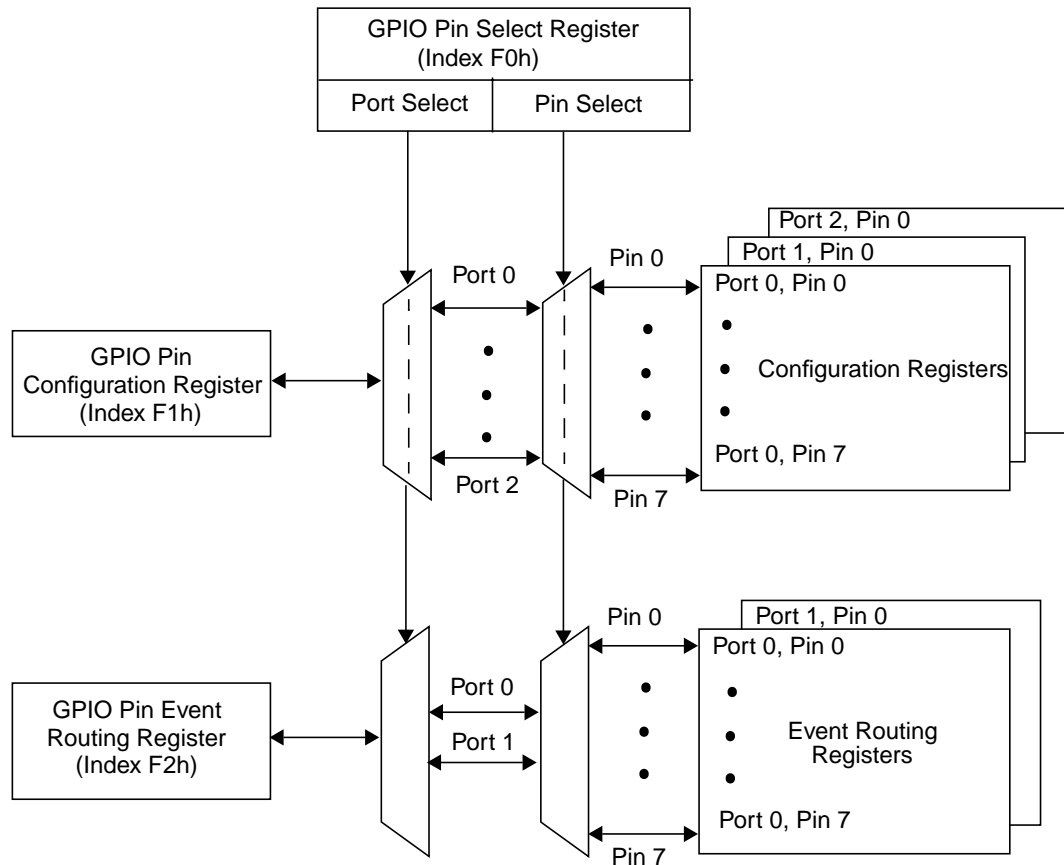 GPIO Pin Select Register
(Index F0h)
Port Select
Pin Select
Port 2, Pin 0
Port 1, Pin 0
Port 0, Pin 0
Port 0
Pin 0
GPIO Pin
Configuration Register
(Index F1h)
Configuration Registers
Port 0, Pin 7
Port 2
Pin 7
Port 1, Pin 0
Pin 0
Port 0, Pin 0
Port 0
GPIO Pin Event
Routing Register
(Index F2h)
Port 1
Event Routing
Registers
Port 0, Pin 7
Pin 7